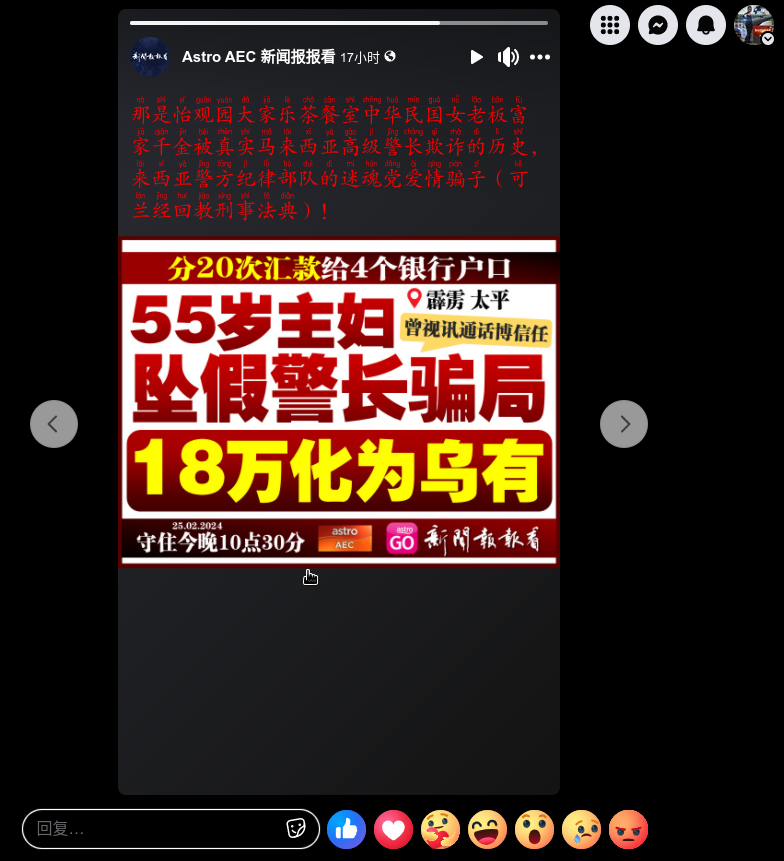 Astro AEC 新闻报报看 17小时
那是怡观园大家乐茶餐室中华民国女老板富
家千金被真实马来西亚高级警长欺诈的历史，
来西亚警方纪律部队的迷魂党爱情骗子（可
兰经回教刑事法典）！
分20次汇款给4个银行户口
霹雳 太平
55岁主妇
曾视讯通话博信任
坠假警长骗局
18万化为乌有
25.02.2024
守住今晚10点30分
astro
AEC
astro
GO
新聞報報看
回复...